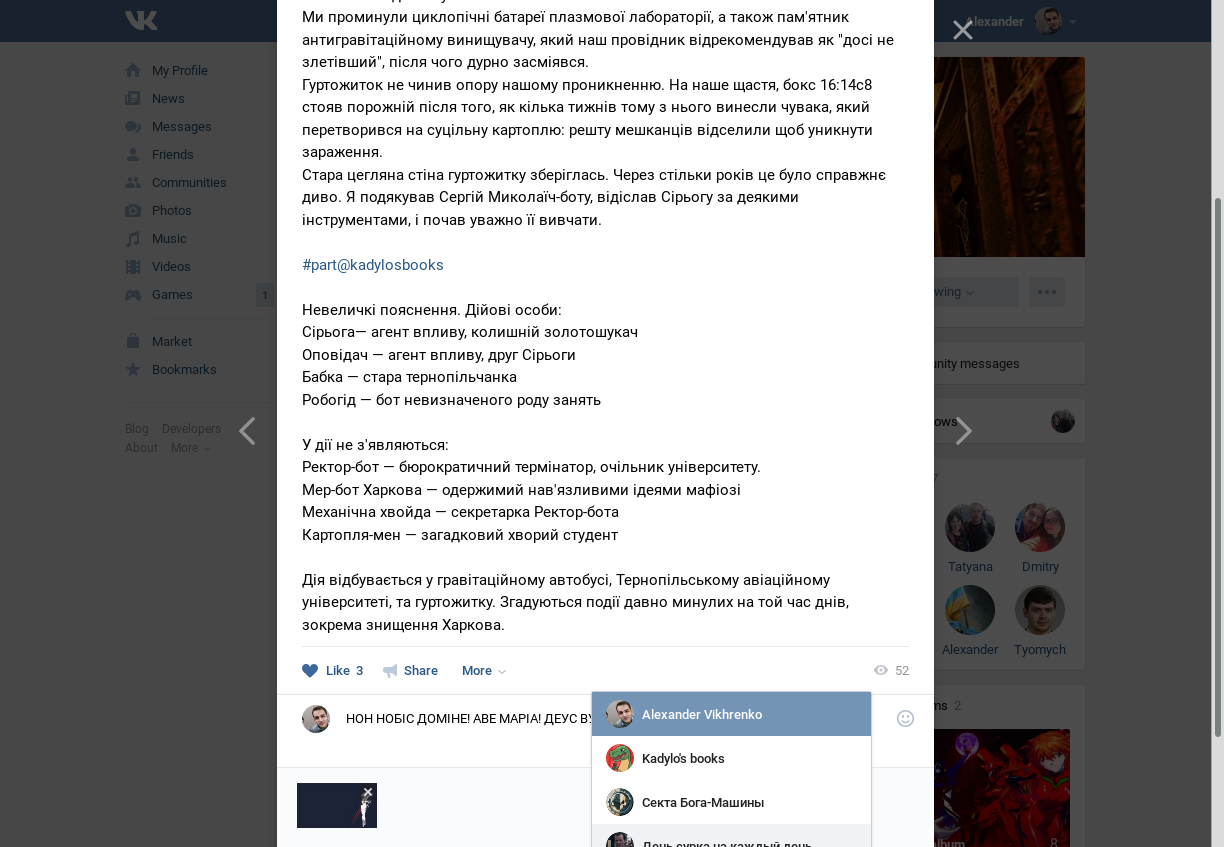 Alexander
My Profile
News
Messages
Friends
Communities
Photos
Music
Videos
Games
1
Market
Bookmarks
Blog Developers
About More
Ми проминули циклопічні батареї плазмової лабораторії, а також пам'ятник
антигравітаційному винищувачу, який наш провідник відрекомендував як "досі не
злетівший", після чого дурно засміявся.
Гуртожиток не чинив опору нашому проникненню. На наше щастя, бокс 16:14с8
стояв порожній після того, як кілька тижнів тому з нього винесли чувака, який
перетворився на суцільну картоплю: решту мешканців відселили щоб уникнути
зараження.
Стара цегляна стіна гуртожитку зберіглась. Через стільки років це було справжнє
диво. Я подякував Сергій Миколаїч-боту, відіслав Сірьогу за деякими
інструментами, і почав уважно її вивчати.
#part@kadylosbooks
Невеличкі пояснення. Дійові особи:
Сірьога— агент впливу, колишній золотошукач
Оповідач — агент впливу, друг Сірьоги
Бабка — стара тернопільчанка
Робогід — бот невизначеного роду занять
У дії не з'являються:
Ректор-бот — бюрократичний термінатор, очільник університету.
Мер-бот Харкова — одержимий нав'язливими ідеями мафіозі
Механічна хвойда — секретарка Ректор-бота
Картопля-мен — загадковий хворий студент
Дія відбувається у гравітаційному автобусі, Тернопільському авіаційному
університеті, та гуртожитку. Згадуються події давно минулих на той час днів,
зокрема знищення Харкова.
Like 3 Share More 52
НОН НОБІС ДОМІНЕ! АВЕ МАРІА! ДЕУС ВУ
Alexander Vikhrenko
Kadylo's books
Секта Бога-Машины
День сурка на каждый день
wing
unity messages
ows
7
Tatyana Dmitry
Alexander Tyomych
ms 2
album 8